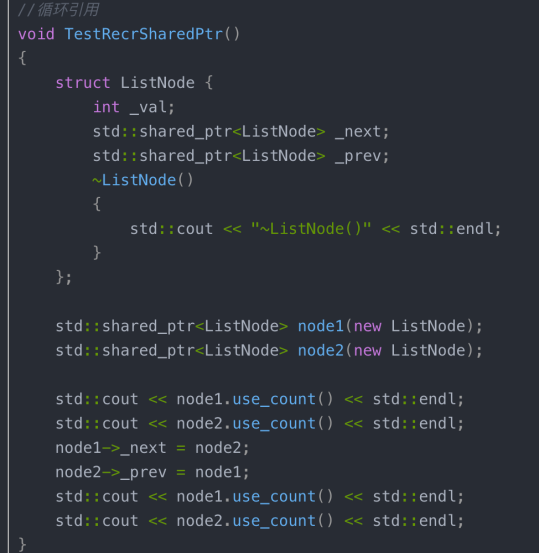 //循环引用
void TestRecrSharedPtr()
{
    struct ListNode {
        int _val;
        std::shared_ptr<ListNode> _next;
        std::shared_ptr<ListNode> _prev;
        ~ListNode()
        {
            std::cout << "~ListNode()" << std::endl;
        }
    };
    std::shared_ptr<ListNode> node1(new ListNode);
    std::shared_ptr<ListNode> node2(new ListNode);
    std::cout << node1.use_count() << std::endl;
    std::cout << node2.use_count() << std::endl;
    node1->_next = node2;
    node2->_prev = node1;
    std::cout << node1.use_count() << std::endl;
    std::cout << node2.use_count() << std::endl;
}